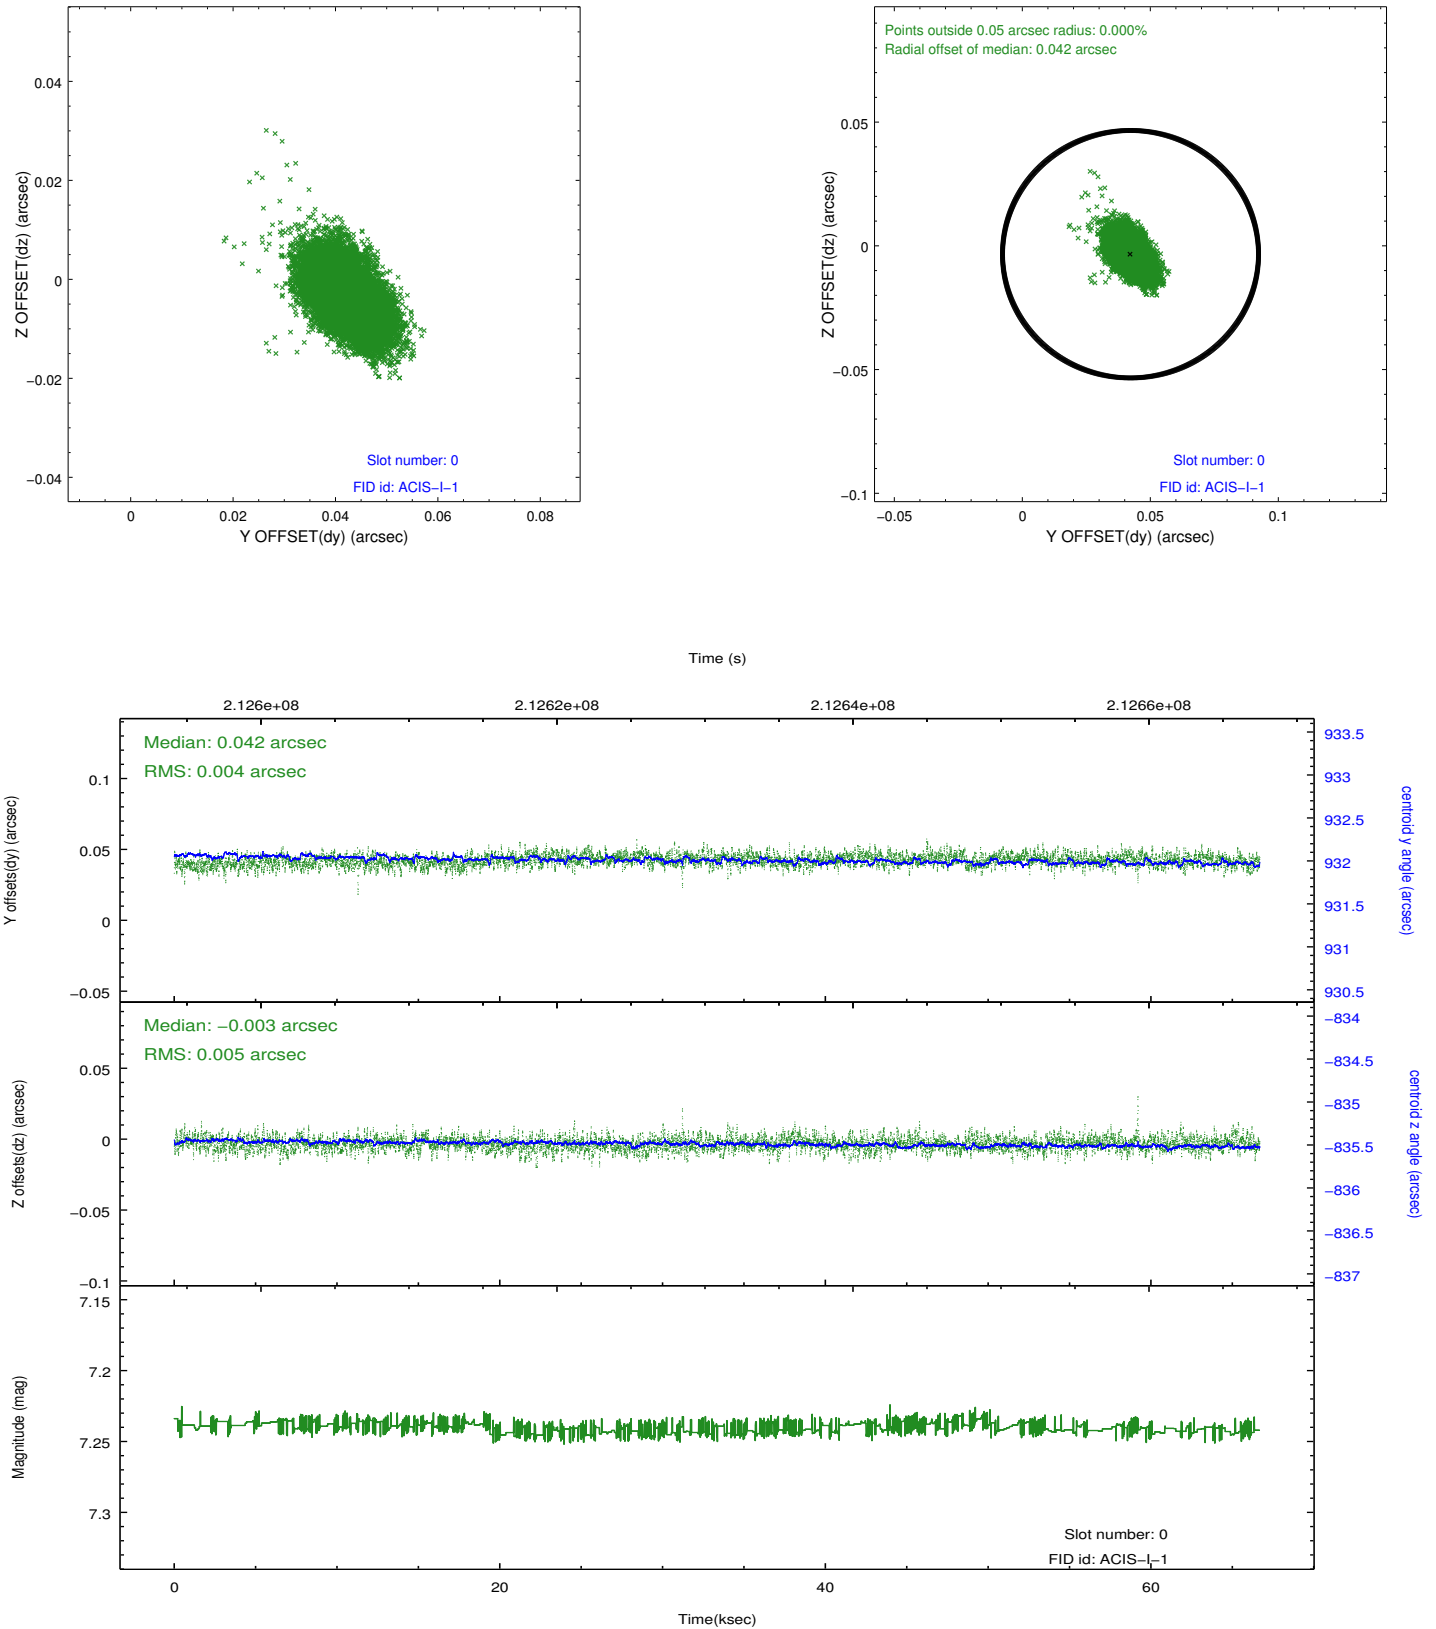 0.04
0.02
0
−0.02
−0.04
Z OFFSET(dz) (arcsec)
Slot number: 0
FID id: ACIS−I−1
0
0.02
0.04
0.06
0.08
Y OFFSET(dy) (arcsec)
Points outside 0.05 arcsec radius: 0.000%
Radial offset of median: 0.042 arcsec
0.05
0
−0.05
−0.1
Z OFFSET(dz) (arcsec)
Slot number: 0
FID id: ACIS−I−1
−0.05
0
0.05
0.1
Y OFFSET(dy) (arcsec)
Time (s)
2.126e+08
2.1262e+08
2.1264e+08
2.1266e+08
Median: 0.042 arcsec
RMS: 0.004 arcsec
0.1
0.05
0
−0.05
Y offsets(dy) (arcsec)
933.5
933
932.5
932
931.5
931
930.5
centroid y angle (arcsec)
Median: −0.003 arcsec
RMS: 0.005 arcsec
0.05
0
−0.05
−0.1
Z offsets(dz) (arcsec)
−834
−834.5
−835
−835.5
−836
−836.5
−837
centroid z angle (arcsec)
7.15
7.2
7.25
7.3
Magnitude (mag)
Slot number: 0
FID id: ACIS−I−1
0
20
40
60
Time(ksec)